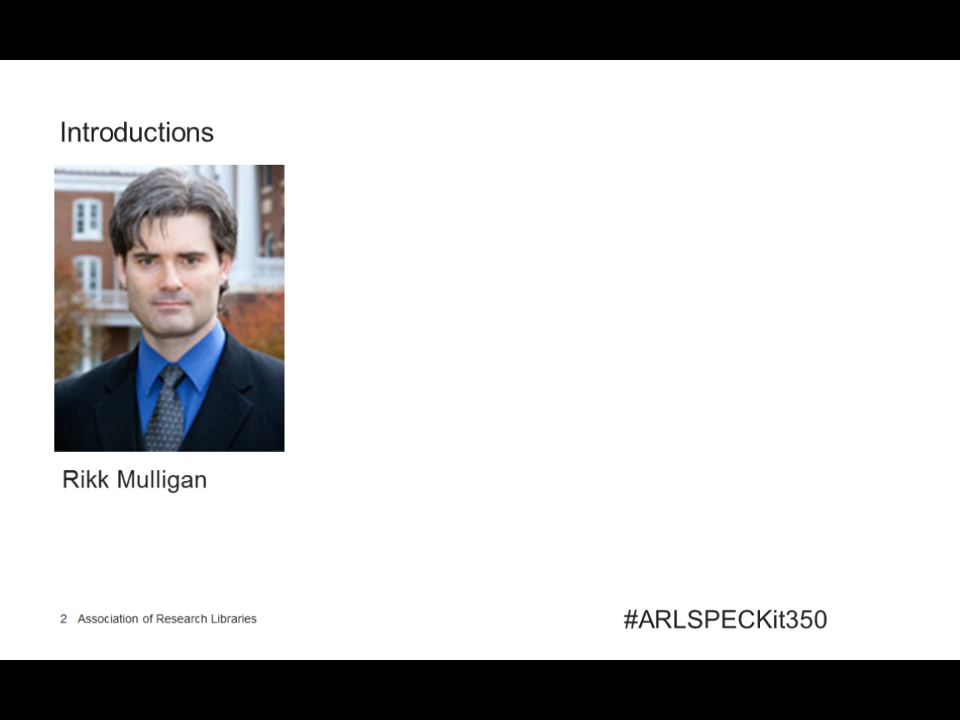 Introductions
Rikk Mulligan
2 Association of Research Libraries
#ARLSPECKit350